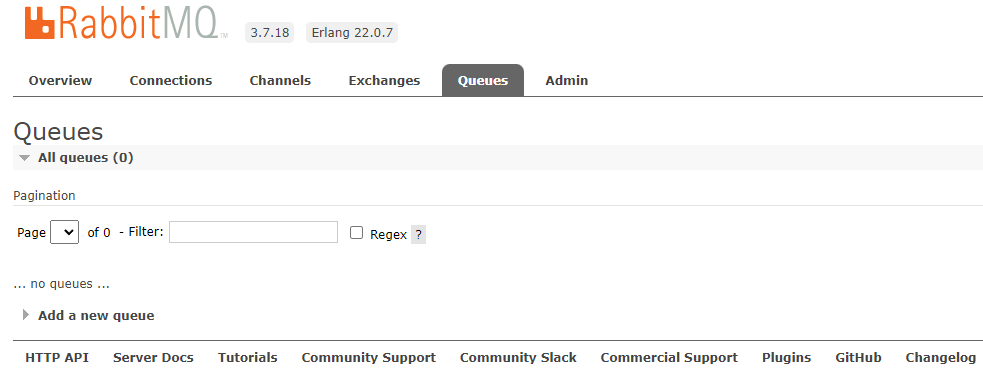 RabbitMQ TM 3.7.18 Erlang 22.0.7
Overview Connections Channels Exchanges Queues Admin
Queues
All queues (0)
Pagination
Page of 0 - Filter: Regex ?
... no queues ...
Add a new queue
HTTP API Server Docs Tutorials Community Support Community Slack Commercial Support Plugins GitHub Changelog